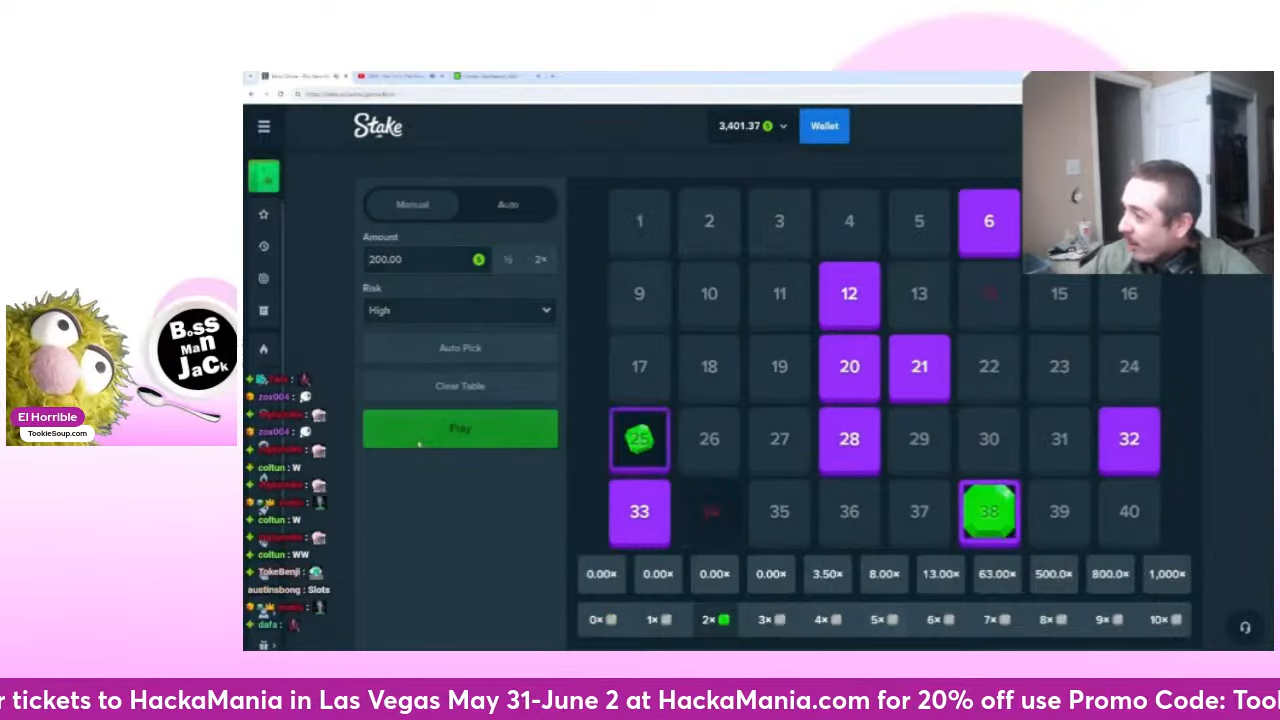 Stake
3,401.37
Wallet
Manual
Auto
Amount
200.00
½
2×
Risk
High
Auto Pick
Clear Table
Play
1 2 3 4 5 6
9 10 11 12 13 15 16
17 18 19 20 21 22 23 24
25 26 27 28 29 30 31 32
33 35 36 37 38 39 40
0.00× 0.00× 0.00× 0.00× 3.50× 8.00× 13.00× 63.00× 500.0× 800.0× 1,000×
0× 1× 2× 3× 4× 5× 6× 7× 8× 9× 10×
zox004 :
zox004 :
coltun : W
coltun : W
coltun : WW
TokeBenji :
austinsbong : Slots
dafa :
BOSS
Man
JaCk
El Horrible
TookieSoup.com
r tickets to HackaMania in Las Vegas May 31-June 2 at HackaMania.com for 20% off use Promo Code: Tool